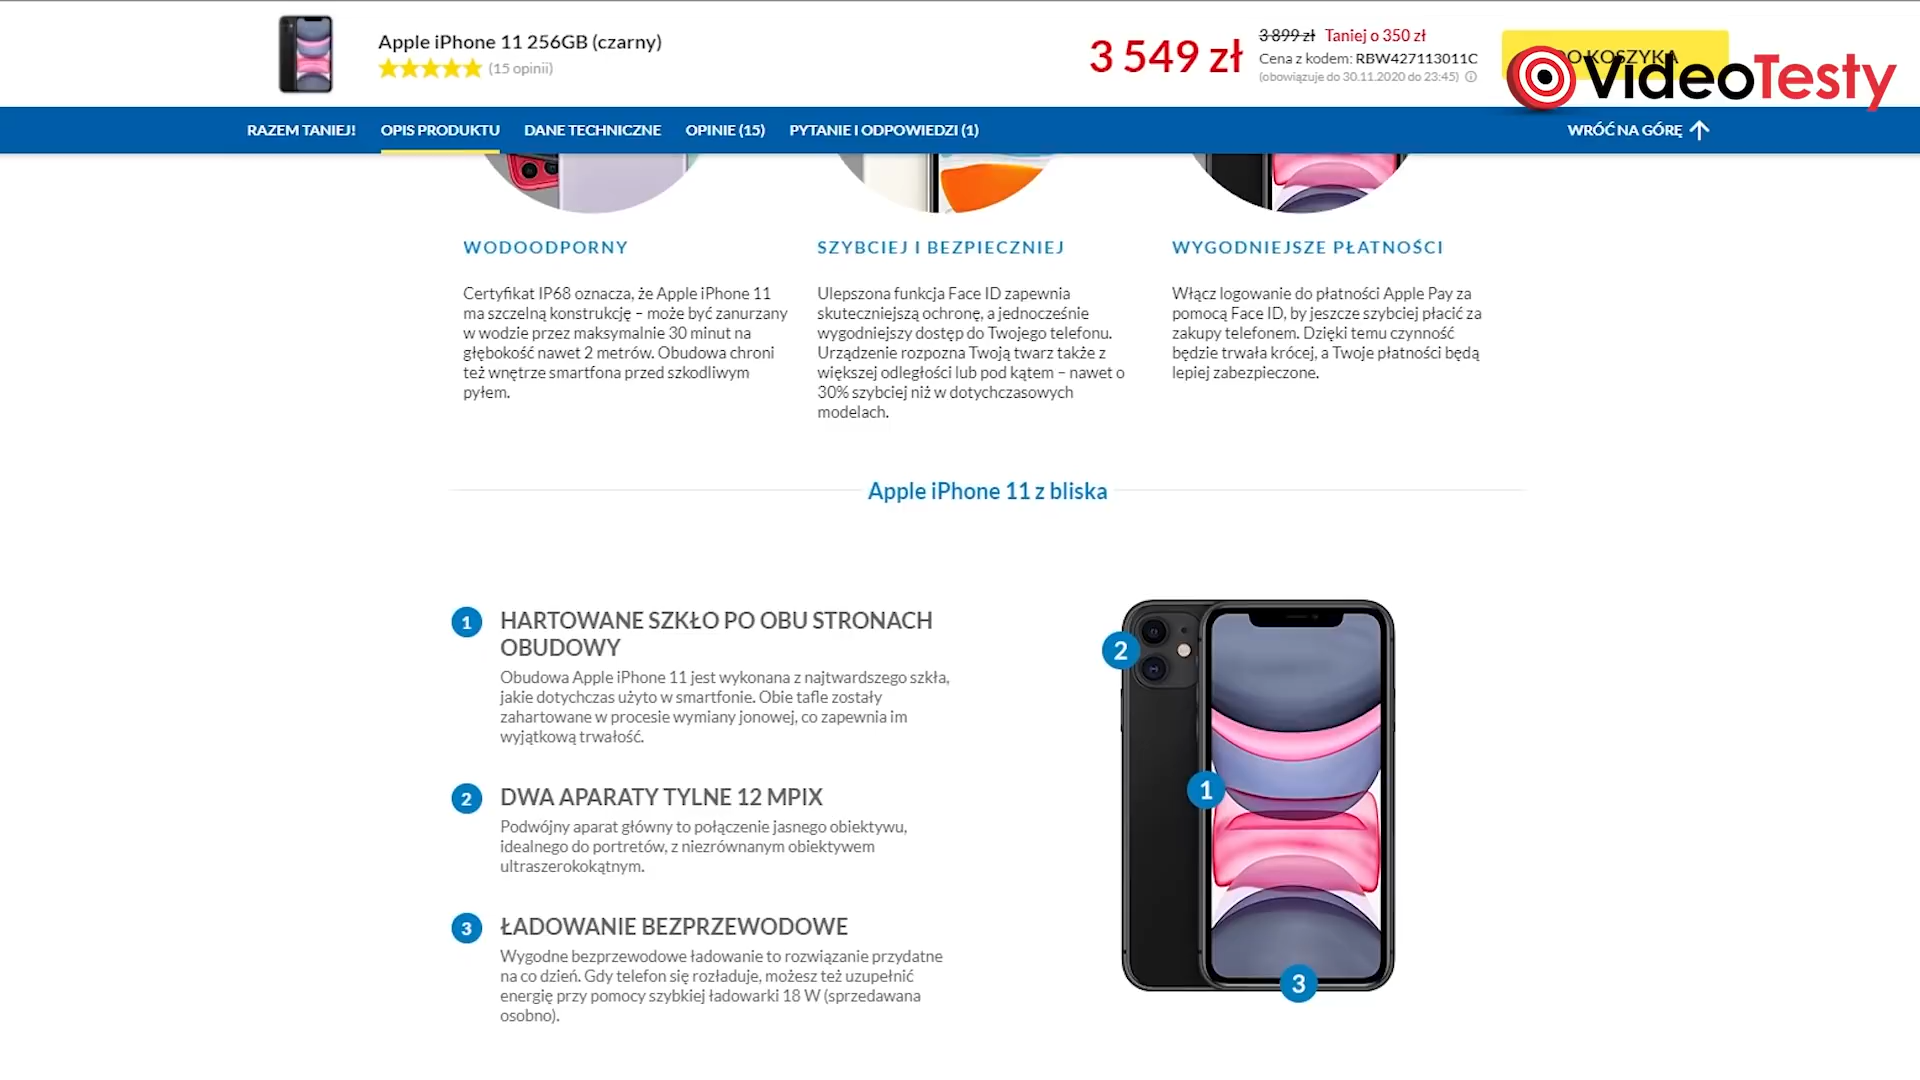 Apple iPhone 11 256GB (czarny)
(15 opinii)
3 549 zł
3 899 zł Taniej o 350 zł
Cena z kodem: RBW427113011C
(obowiązuje do 30.11.2020 do 23:45)
DO KOSZYKA
VideoTesty
RAZEM TANIEJ!
OPIS PRODUKTU
DANE TECHNICZNE
OPINIE (15)
PYTANIE I ODPOWIEDZI (1)
WRÓĆ NA GÓRĘ
WODOODPORNY
Certyfikat IP68 oznacza, że Apple iPhone 11
ma szczelną konstrukcję – może być zanurzany
w wodzie przez maksymalnie 30 minut na
głębokość nawet 2 metrów. Obudowa chroni
też wnętrze smartfona przed szkodliwym
pyłem.
SZYBCIEJ I BEZPIECZNIEJ
Ulepszona funkcja Face ID zapewnia
skuteczniejszą ochronę, a jednocześnie
wygodniejszy dostęp do Twojego telefonu.
Urządzenie rozpozna Twoją twarz także z
większej odległości lub pod kątem – nawet o
30% szybciej niż w dotychczasowych
modelach.
WYGODNIEJSZE PŁATNOŚCI
Włącz logowanie do płatności Apple Pay za
pomocą Face ID, by jeszcze szybciej płacić za
zakupy telefonem. Dzięki temu czynność
będzie trwała krócej, a Twoje płatności będą
lepiej zabezpieczone.
Apple iPhone 11 z bliska
1
HARTOWANE SZKŁO PO OBU STRONACH
OBUDOWY
Obudowa Apple iPhone 11 jest wykonana z najtwardszego szkła,
jakie dotychczas użyto w smartfonie. Obie tafle zostały
zahartowane w procesie wymiany jonowej, co zapewnia im
wyjątkową trwałość.
2
DWA APARATY TYLNE 12 MPIX
Podwójny aparat główny to połączenie jasnego obiektywu,
idealnego do portretów, z niezrównanym obiektywem
ultraszerokokątnym.
3
ŁADOWANIE BEZPRZEWODOWE
Wygodne bezprzewodowe ładowanie to rozwiązanie przydatne
na co dzień. Gdy telefon się rozładuje, możesz też uzupełnić
energię przy pomocy szybkiej ładowarki 18 W (sprzedawana
osobno).
2
1
3